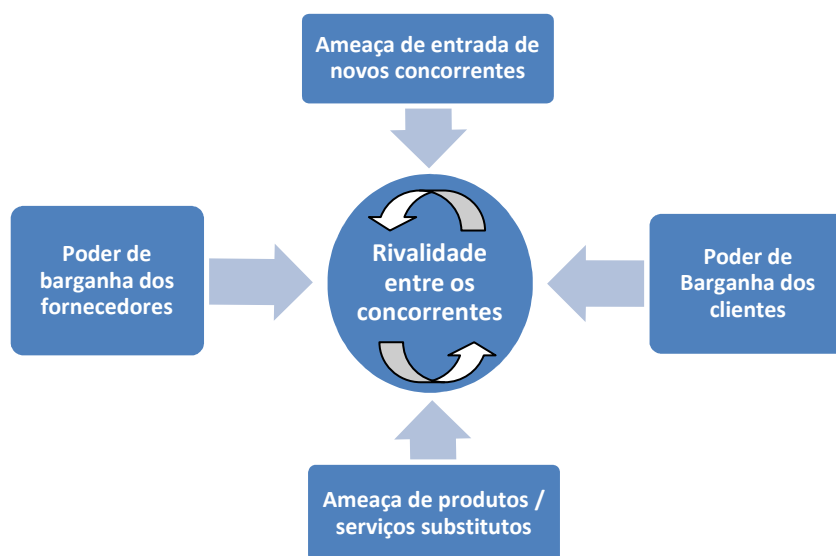 Ameaça de entrada de
novos concorrentes
Poder de
barganha dos
fornecedores
Rivalidade
entre os
concorrentes
Poder de
Barganha dos
clientes
Ameaça de produtos /
serviços substitutos